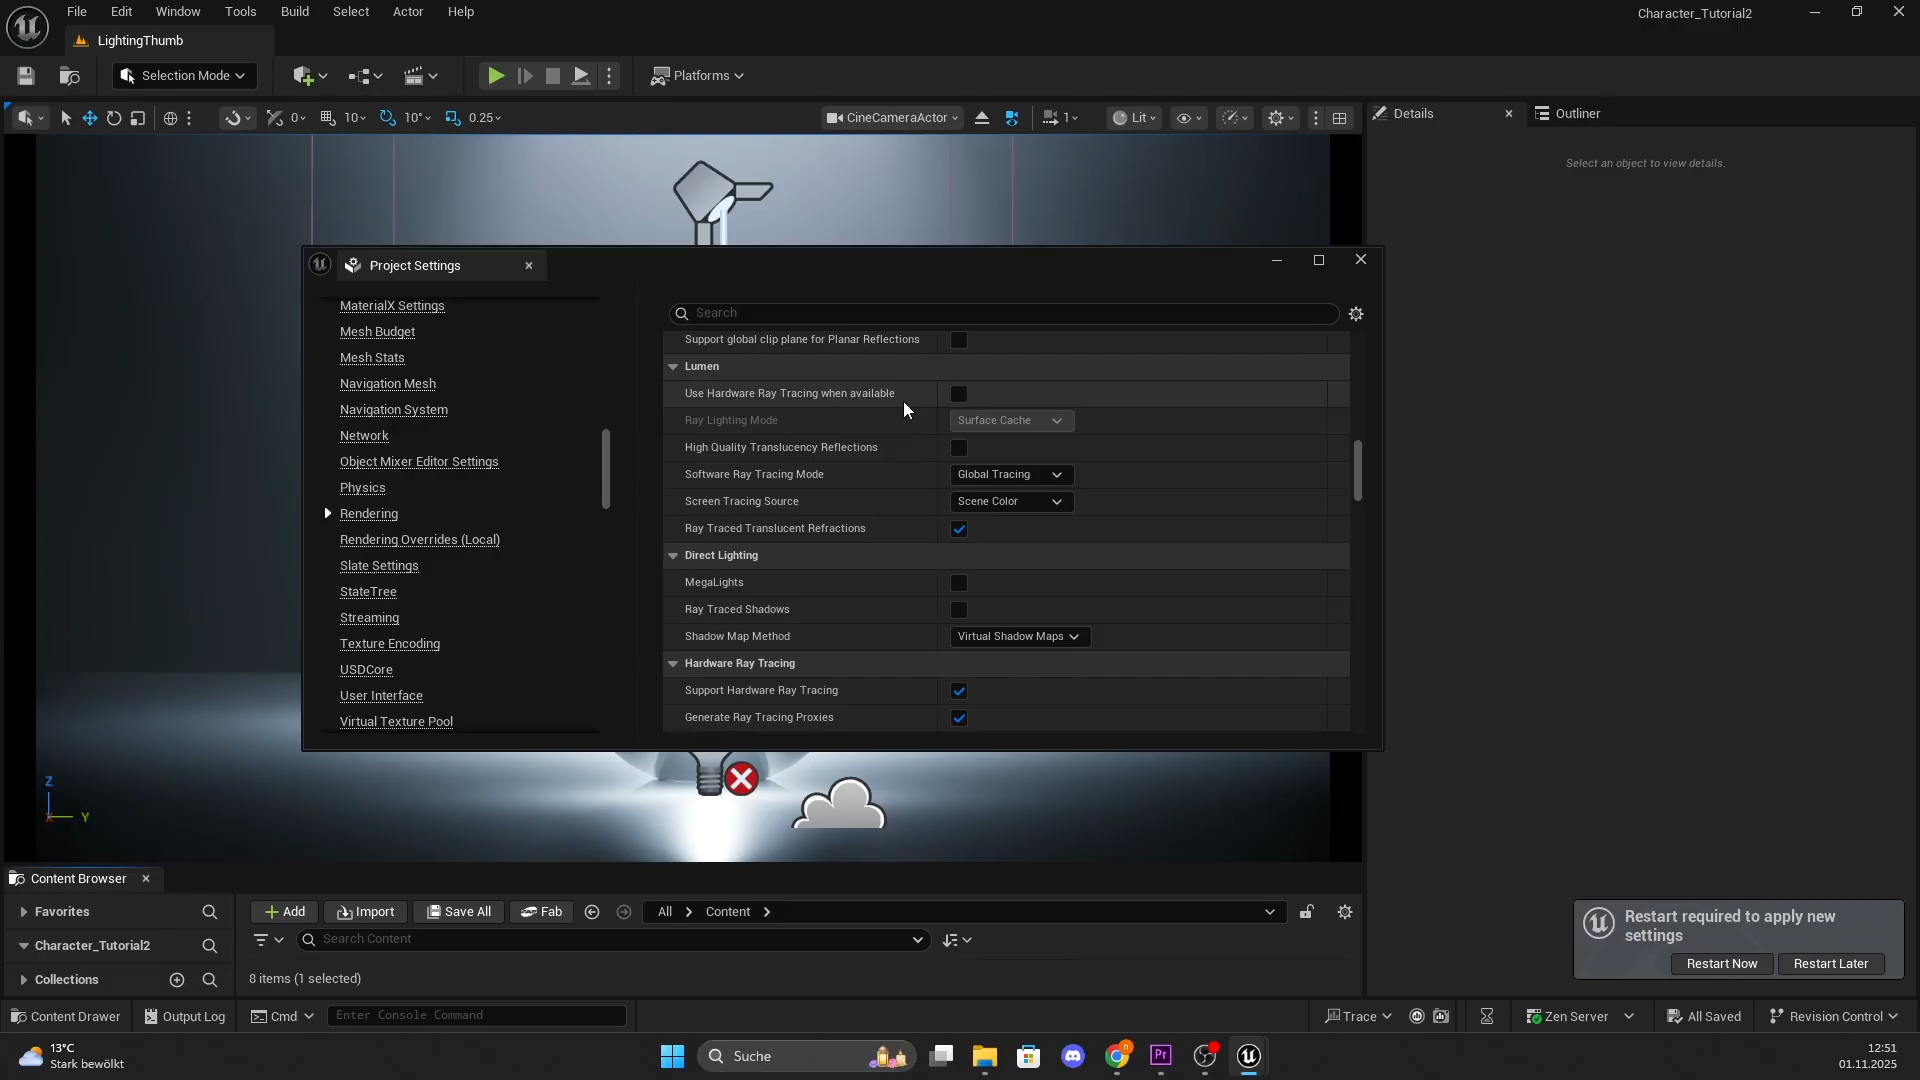 File Edit Window Tools Build Select Actor Help
Character_Tutorial2
LightingThumb
Selection Mode
Platforms
0 10 10° 0.25
CineCameraActor
1
Lit
Details
Outliner
Select an object to view details.
Project Settings
MaterialX Settings
Mesh Budget
Mesh Stats
Navigation Mesh
Navigation System
Network
Object Mixer Editor Settings
Physics
Rendering
Rendering Overrides (Local)
Slate Settings
StateTree
Streaming
Texture Encoding
USDCore
User Interface
Virtual Texture Pool
Search
Support global clip plane for Planar Reflections
Lumen
Use Hardware Ray Tracing when available
Ray Lighting Mode Surface Cache
High Quality Translucency Reflections
Software Ray Tracing Mode Global Tracing
Screen Tracing Source Scene Color
Ray Traced Translucent Refractions
Direct Lighting
MegaLights
Ray Traced Shadows
Shadow Map Method Virtual Shadow Maps
Hardware Ray Tracing
Support Hardware Ray Tracing
Generate Ray Tracing Proxies
Z
X
Y
Content Browser
Favorites
Character_Tutorial2
Collections
Add Import Save All Fab All Content
Search Content
8 items (1 selected)
Restart required to apply new
settings
Restart Now Restart Later
Content Drawer Output Log Cmd Enter Console Command
Trace Zen Server All Saved Revision Control
13°C
Stark bewölkt
Suche
Pr
12:51
01.11.2025